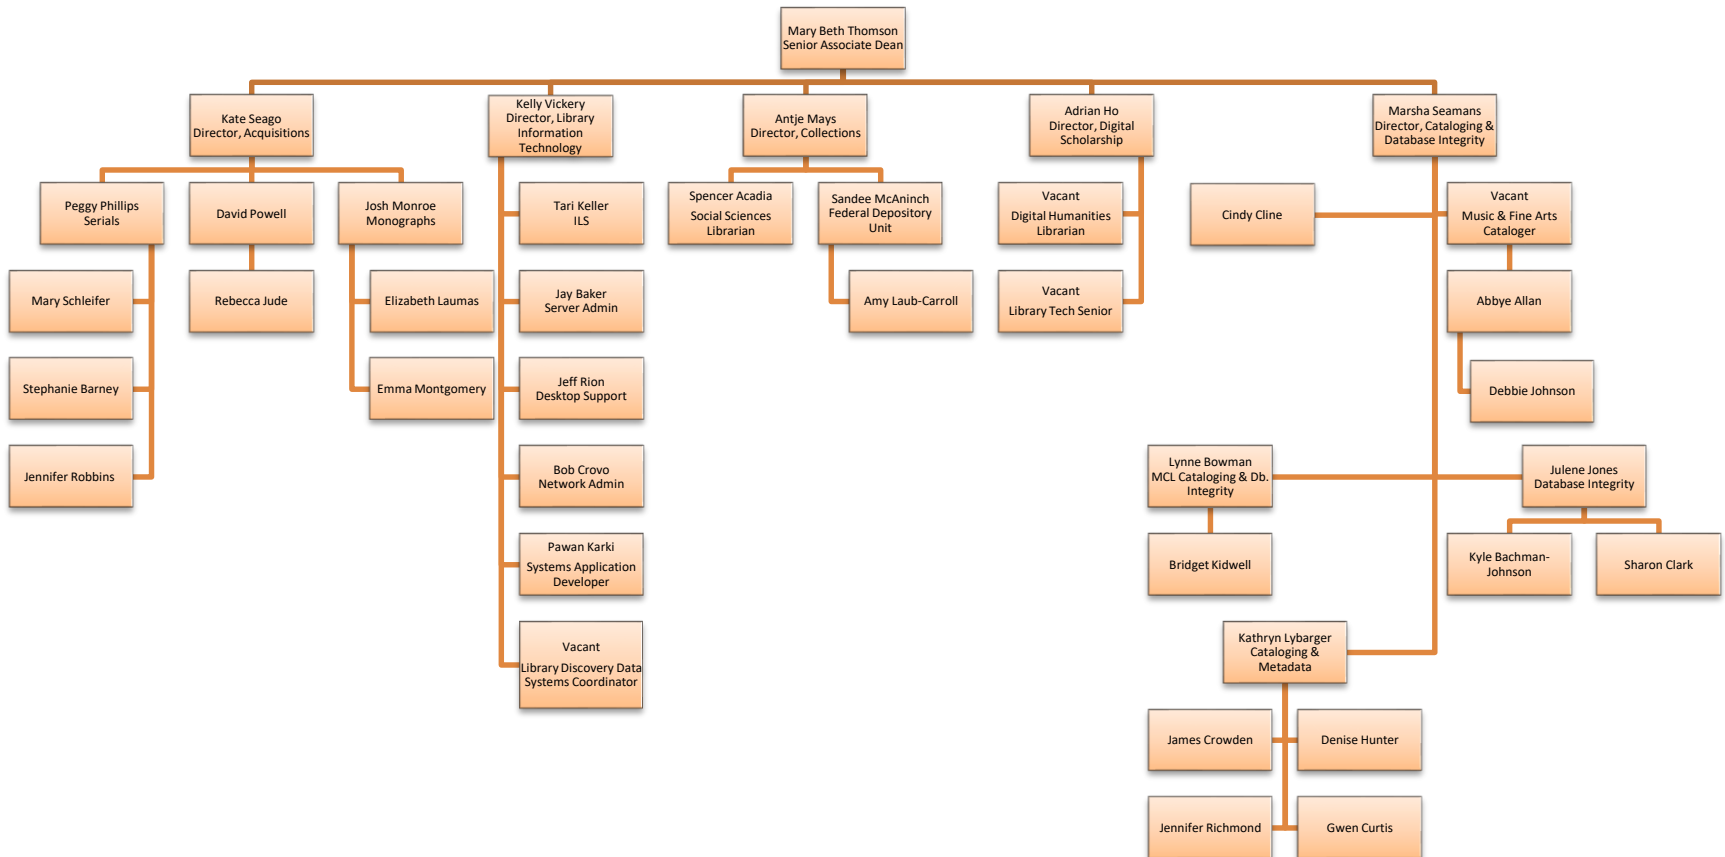 Mary Beth Thomson
Senior Associate Dean
Kate Seago
Director, Acquisitions
Kelly Vickery
Director, Library
Information
Technology
Antje Mays
Director, Collections
Adrian Ho
Director, Digital
Scholarship
Marsha Seamans
Director, Cataloging &
Database Integrity
Peggy Phillips
Serials
David Powell
Josh Monroe
Monographs
Tari Keller
ILS
Spencer Acadia
Social Sciences
Librarian
Sandee McAninch
Federal Depository
Unit
Vacant
Digital Humanities
Librarian
Cindy Cline
Vacant
Music & Fine Arts
Cataloger
Mary Schleifer
Rebecca Jude
Elizabeth Laumas
Jay Baker
Server Admin
Amy Laub-Carroll
Vacant
Library Tech Senior
Abbye Allan
Stephanie Barney
Emma Montgomery
Jeff Rion
Desktop Support
Debbie Johnson
Jennifer Robbins
Bob Crovo
Network Admin
Lynne Bowman
MCL Cataloging & Db.
Integrity
Julene Jones
Database Integrity
Pawan Karki
Systems Application
Developer
Bridget Kidwell
Kyle Bachman-
Johnson
Sharon Clark
Vacant
Library Discovery Data
Systems Coordinator
Kathryn Lybarger
Cataloging &
Metadata
James Crowden
Denise Hunter
Jennifer Richmond
Gwen Curtis